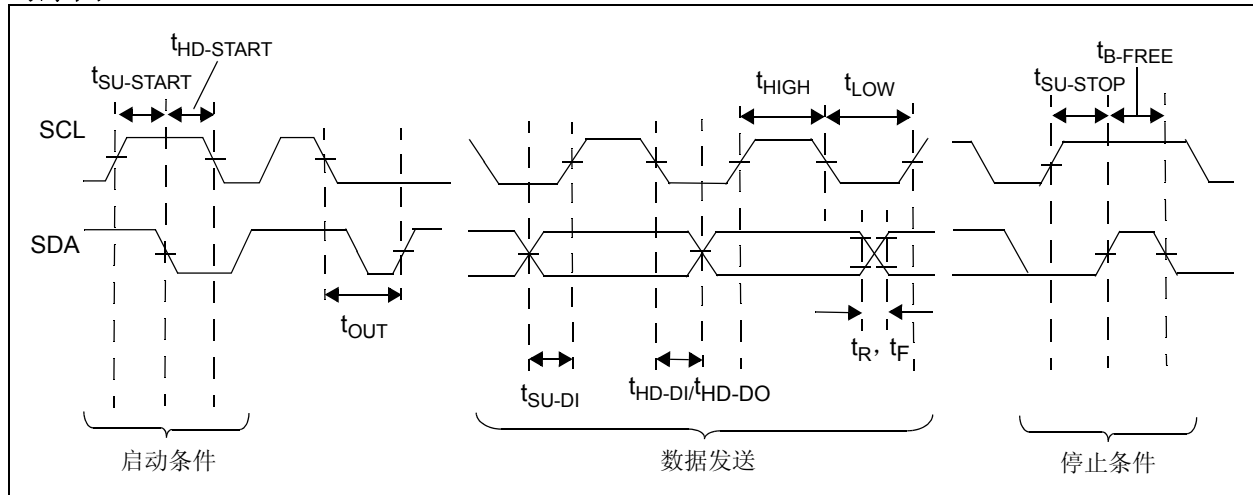 tHD-START
tSU-START
SCL
SDA
tOUT
启动条件
tHIGH
tLOW
tSU-DI
tHD-DI/tHD-DO
tR，tF
数据发送
tB-FREE
tSU-STOP
停止条件